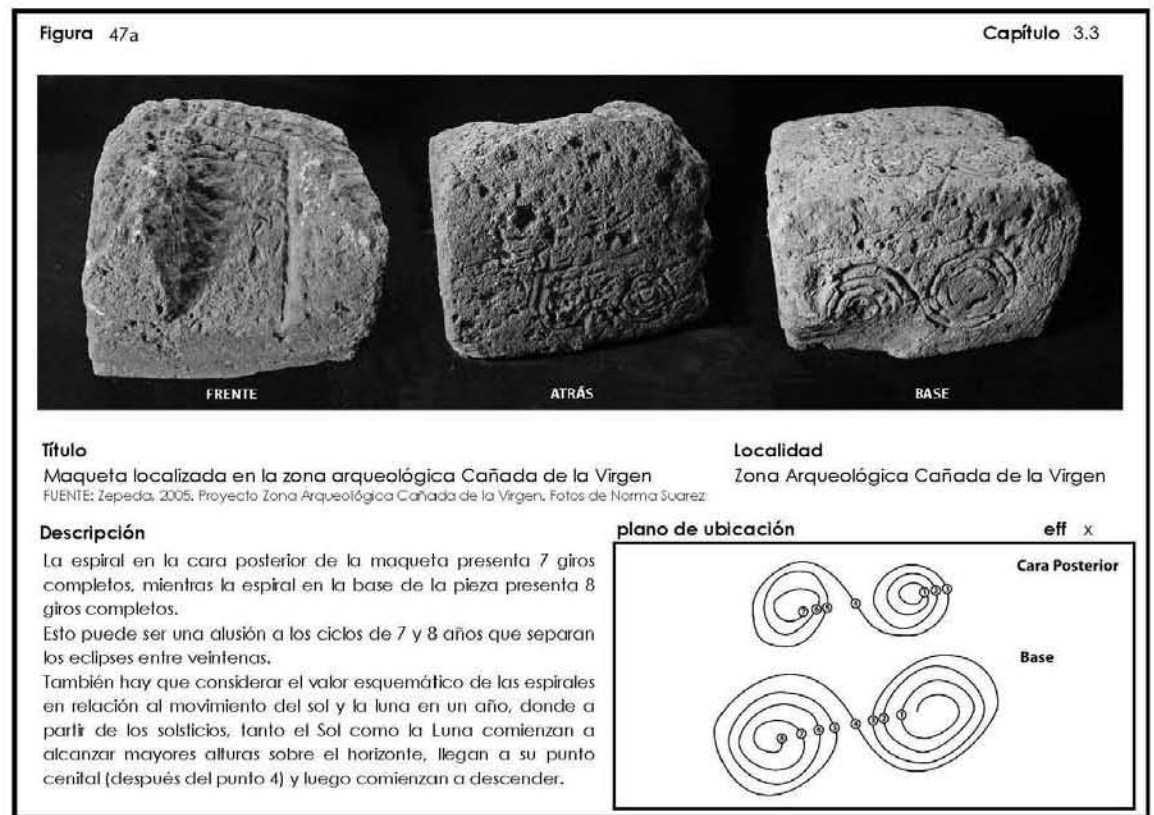 Figura 47a
Capítulo 3.3
FRENTE
ATRÁS
BASE
Título
Maqueta localizada en la zona arqueológica Cañada de la Virgen
FUENTE: Zepeda, 2005. Proyecto Zona Arqueológica Cañada de la Virgen. Fotos de Norma Suarez
Localidad
Zona Arqueológica Cañada de la Virgen
Descripción
La espiral en la cara posterior de la maqueta presenta 7 giros
completos, mientras la espiral en la base de la pieza presenta 8
giros completos.
Esto puede ser una alusión a los ciclos de 7 y 8 años que separan
los eclipses entre veintenas.
También hay que considerar el valor esquemático de las espirales
en relación al movimiento del sol y la luna en un año, donde a
partir de los solsticios, tanto el Sol como la Luna comienzan a
alcanzar mayores alturas sobre el horizonte, llegan a su punto
cenital (después del punto 4) y luego comienzan a descender.
plano de ubicación
eff x
Cara Posterior
Base